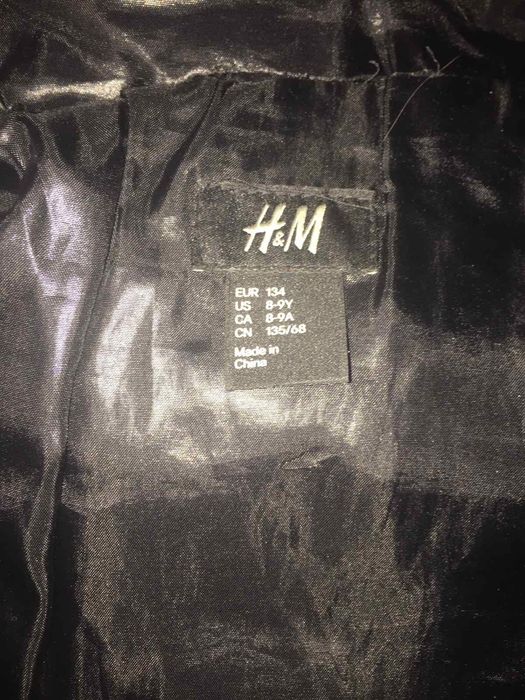 H&M
EUR 134
US 8-9Y
CA 8-9A
CN 135/68
Made in
China